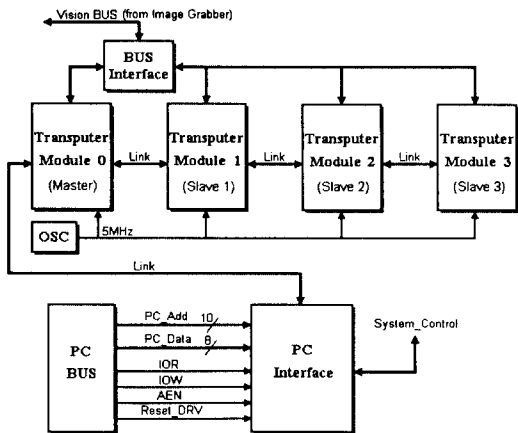 Vision BUS (from Image Grabber)
BUS
Interface
Transputer
Module 0
(Master)
Link
Transputer
Module 1
(Slave 1)
Link
Transputer
Module 2
(Slave 2)
Link
Transputer
Module 3
(Slave 3)
OSC
5MHz
Link
PC
BUS
PC_Add 10
PC_Data 8
IOR
IOW
AEN
Reset_DRV
PC
Interface
System_Control